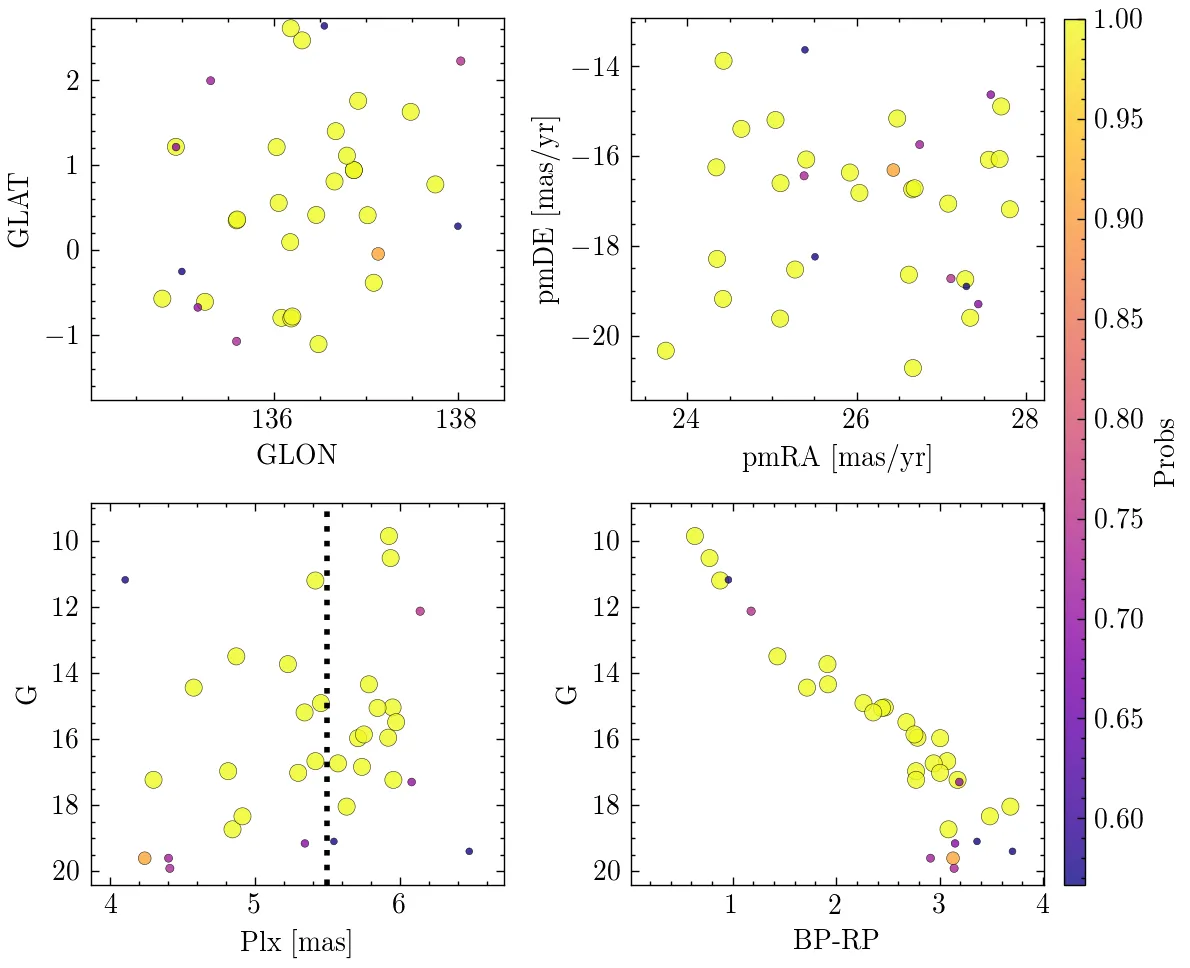 2
1
0
−1
136 138
GLON
GLAT
−14
−16
−18
−20
24 26 28
pmRA [mas/yr]
pmDE [mas/yr]
1.00
0.95
0.90
0.85
0.80
0.75
0.70
0.65
0.60
Probs
10
12
14
16
18
20
4 5 6
Plx [mas]
G
10
12
14
16
18
20
1 2 3 4
BP-RP
G